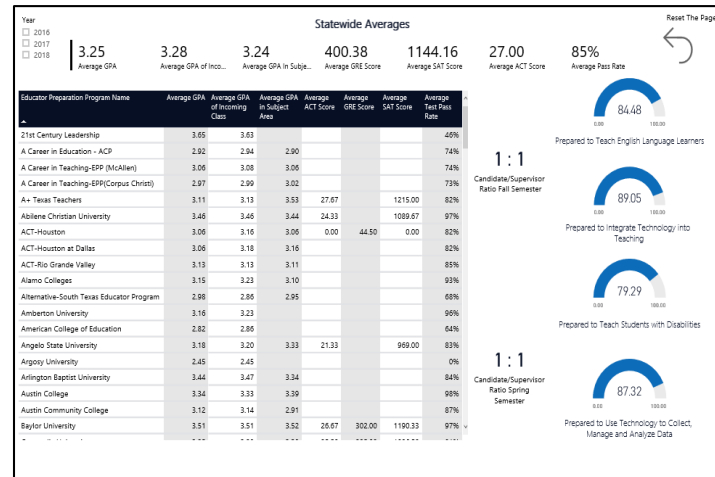 Year
2016
2017
2018
Statewide Averages
Reset The Page
3.25
Average GPA
3.28
Average GPA of Inco...
3.24
Average GPA In Subje...
400.38
Average GRE Score
1144.16
Average SAT Score
27.00
Average ACT Score
85%
Average Pass Rate
Educator Preparation Program Name Average GPA Average GPA of Incoming Class Average GPA in Subject Area Average ACT Score Average GRE Score Average SAT Score Average Test Pass Rate
21st Century Leadership 3.65 3.63 46%
A Career in Education - ACP 2.92 2.94 2.90 74%
A Career in Teaching-EPP (McAllen) 3.06 3.08 3.06 74%
A Career in Teaching-EPP(Corpus Christi) 2.97 2.99 3.02 73%
A+ Texas Teachers 3.11 3.13 3.53 27.67 1215.00 82%
Abilene Christian University 3.46 3.46 3.44 24.33 1089.67 97%
ACT-Houston 3.06 3.16 3.06 0.00 44.50 0.00 82%
ACT-Houston at Dallas 3.06 3.18 3.16 82%
ACT-Rio Grande Valley 3.13 3.13 3.11 85%
Alamo Colleges 3.15 3.23 3.10 93%
Alternative-South Texas Educator Program 2.98 2.86 2.95 68%
Amberton University 3.16 3.23 96%
American College of Education 2.82 2.86 64%
Angelo State University 3.18 3.20 3.33 21.33 969.00 83%
Argosy University 2.45 2.45 0%
Arlington Baptist University 3.44 3.47 3.34 84%
Austin College 3.34 3.33 3.39 98%
Austin Community College 3.12 3.14 2.91 87%
Baylor University 3.51 3.51 3.52 26.67 302.00 1190.33 97%
1 : 1
Candidate/Supervisor
Ratio Fall Semester
1 : 1
Candidate/Supervisor
Ratio Spring
Semester
84.48
0.00 100.00
Prepared to Teach English Language Learners
89.05
0.00 100.00
Prepared to Integrate Technology into
Teaching
79.29
0.00 100.00
Prepared to Teach Students with Disabilities
87.32
0.00 100.00
Prepared to Use Technology to Collect,
Manage and Analyze Data